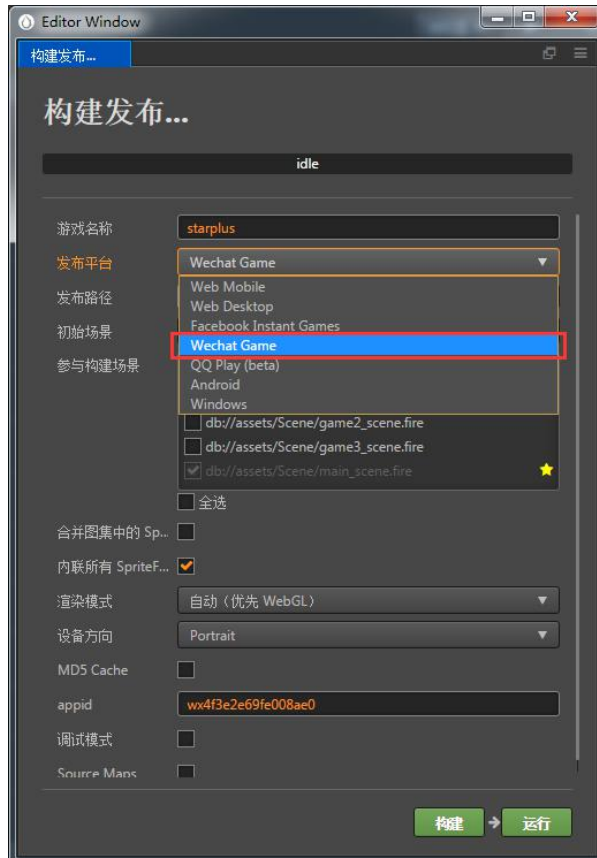 Editor Window
构建发布...
构建发布...
idle
游戏名称
starplus
发布平台
Wechat Game
发布路径
Web Mobile
Web Desktop
初始场景
Facebook Instant Games
Wechat Game
参与构建场景
QQ Play (beta)
Android
Windows
db://assets/Scene/game2_scene.fire
db://assets/Scene/game3_scene.fire
db://assets/Scene/main_scene.fire
全选
合并图集中的 Sp...
内联所有 SpriteF...
渲染模式
自动（优先 WebGL）
设备方向
Portrait
MD5 Cache
appid
wx4f3e2e69fe008ae0
调试模式
Source Maps
构建
运行